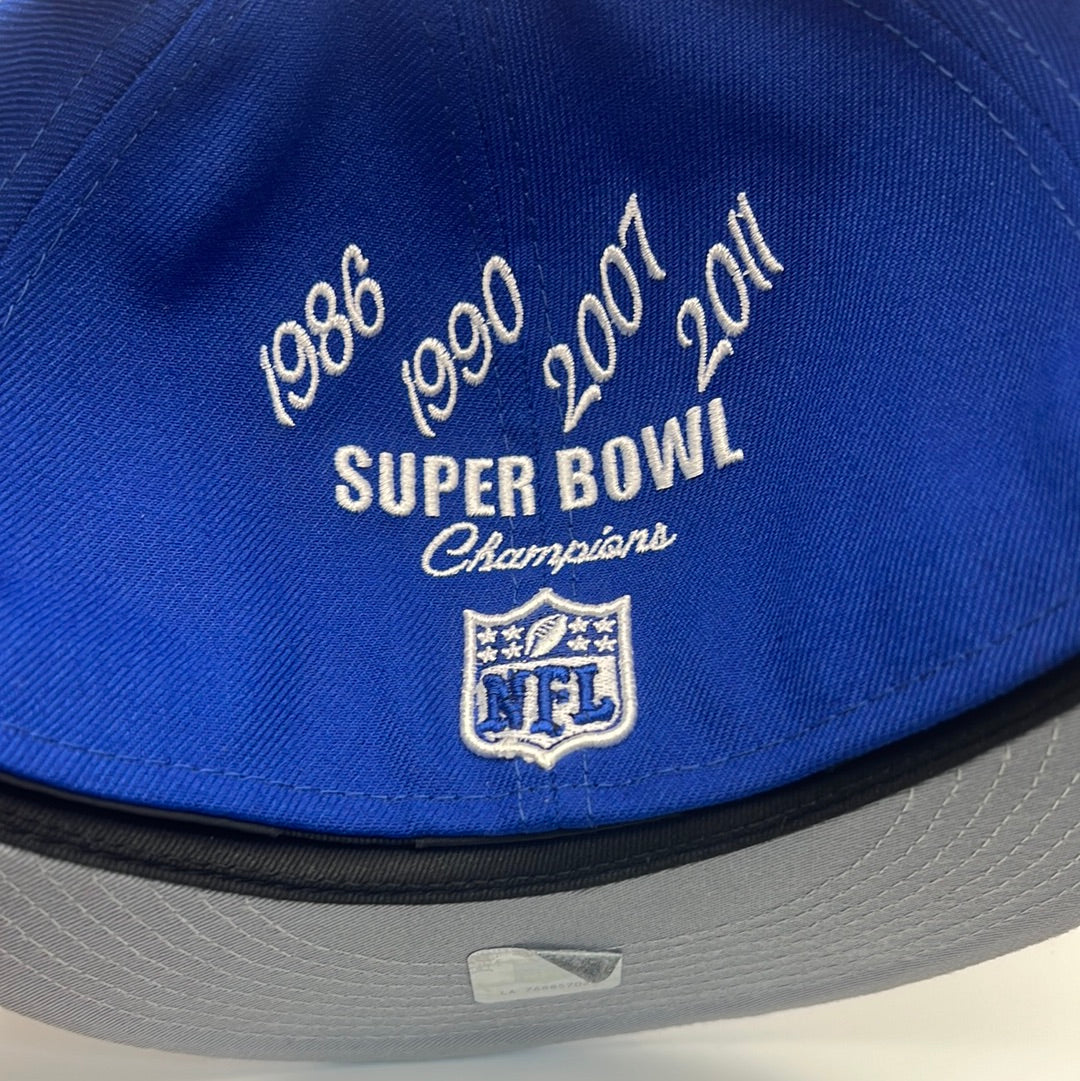 1986 1990 2007 2011
SUPER BOWL
Champions
NFL